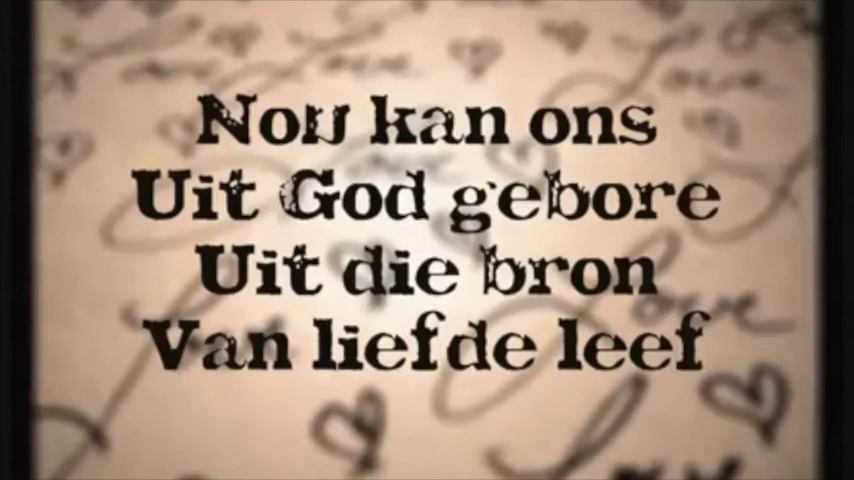 Nou kan ons
Uit God gebore
Uit die bron
Van liefde leef